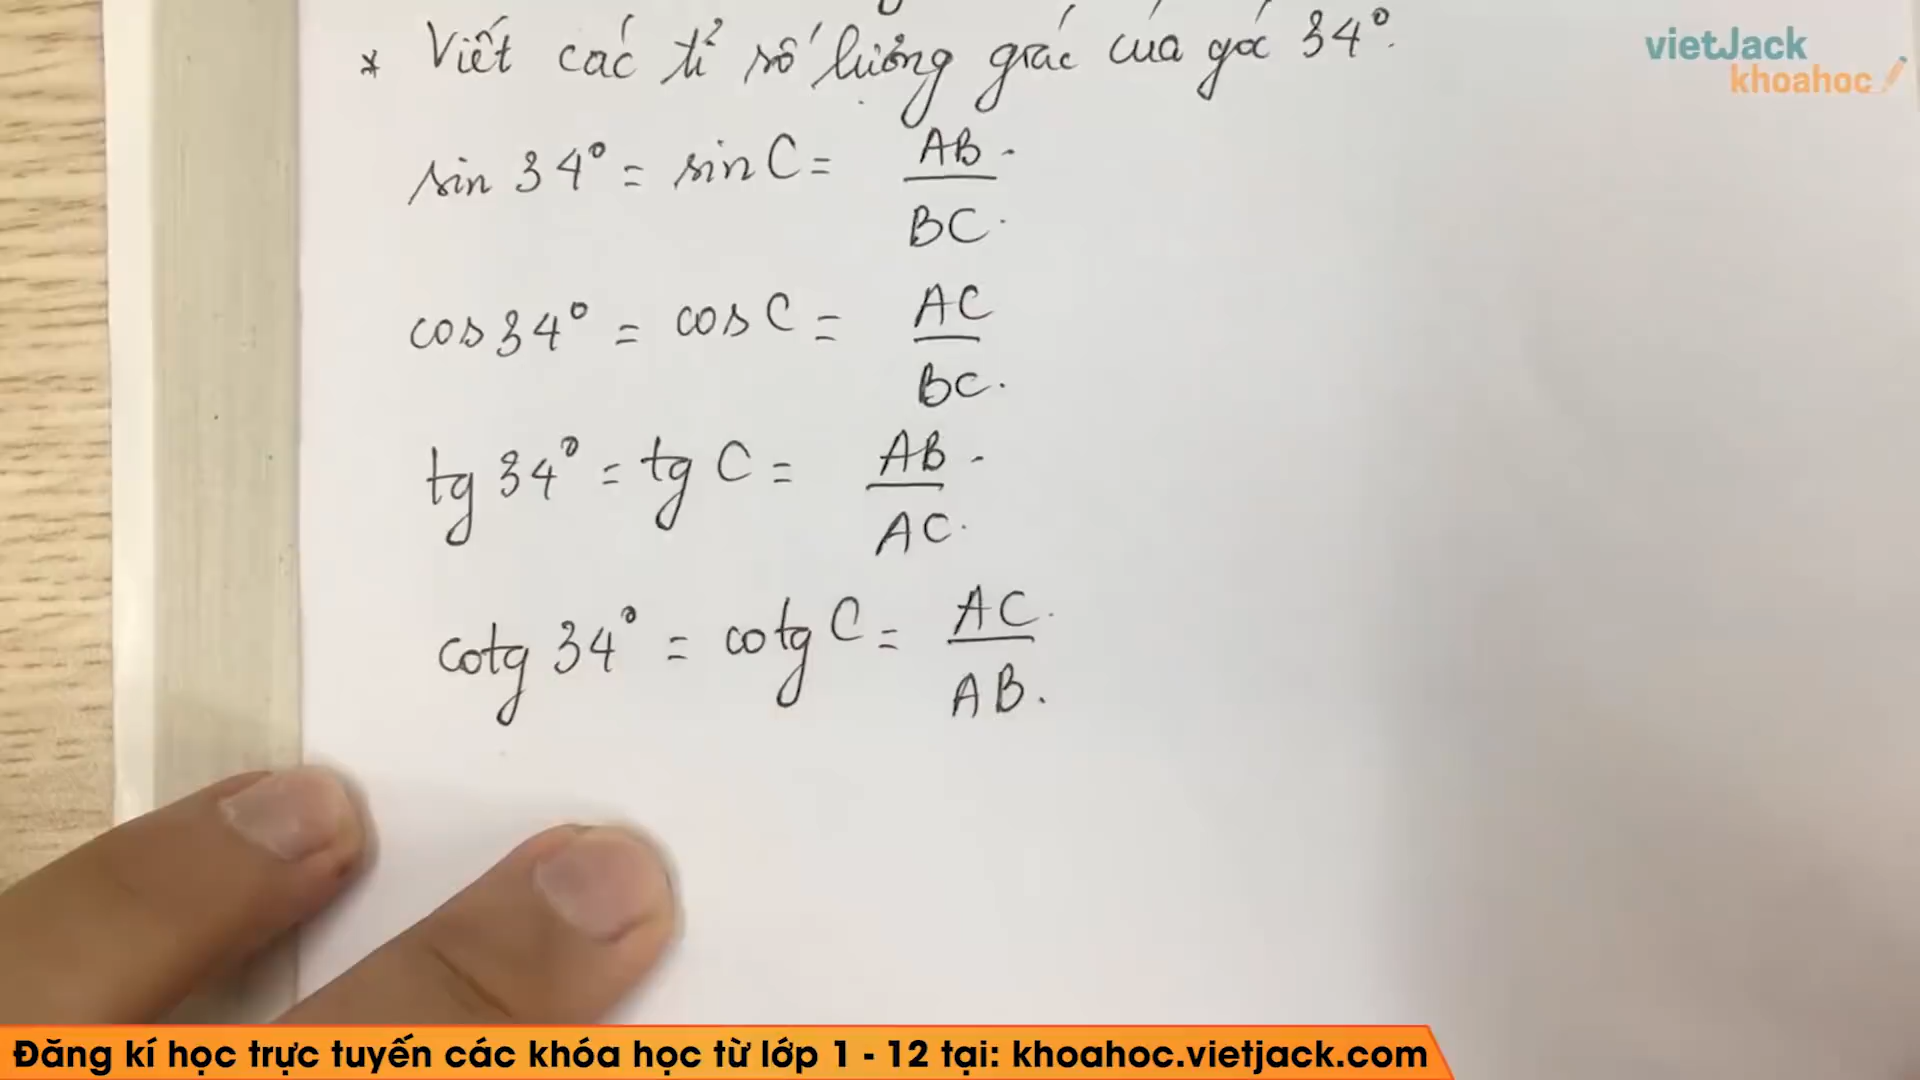 * Viết các tỉ số lượng giác của góc 34°.
vietJack
khoahoc
sin 34° = sin C = AB / BC.
cos 34° = cos C = AC / BC.
tg 34° = tg C = AB / AC.
cotg 34° = cotg C = AC / AB.
Đăng kí học trực tuyến các khóa học từ lớp 1 - 12 tại: khoahoc.vietjack.com